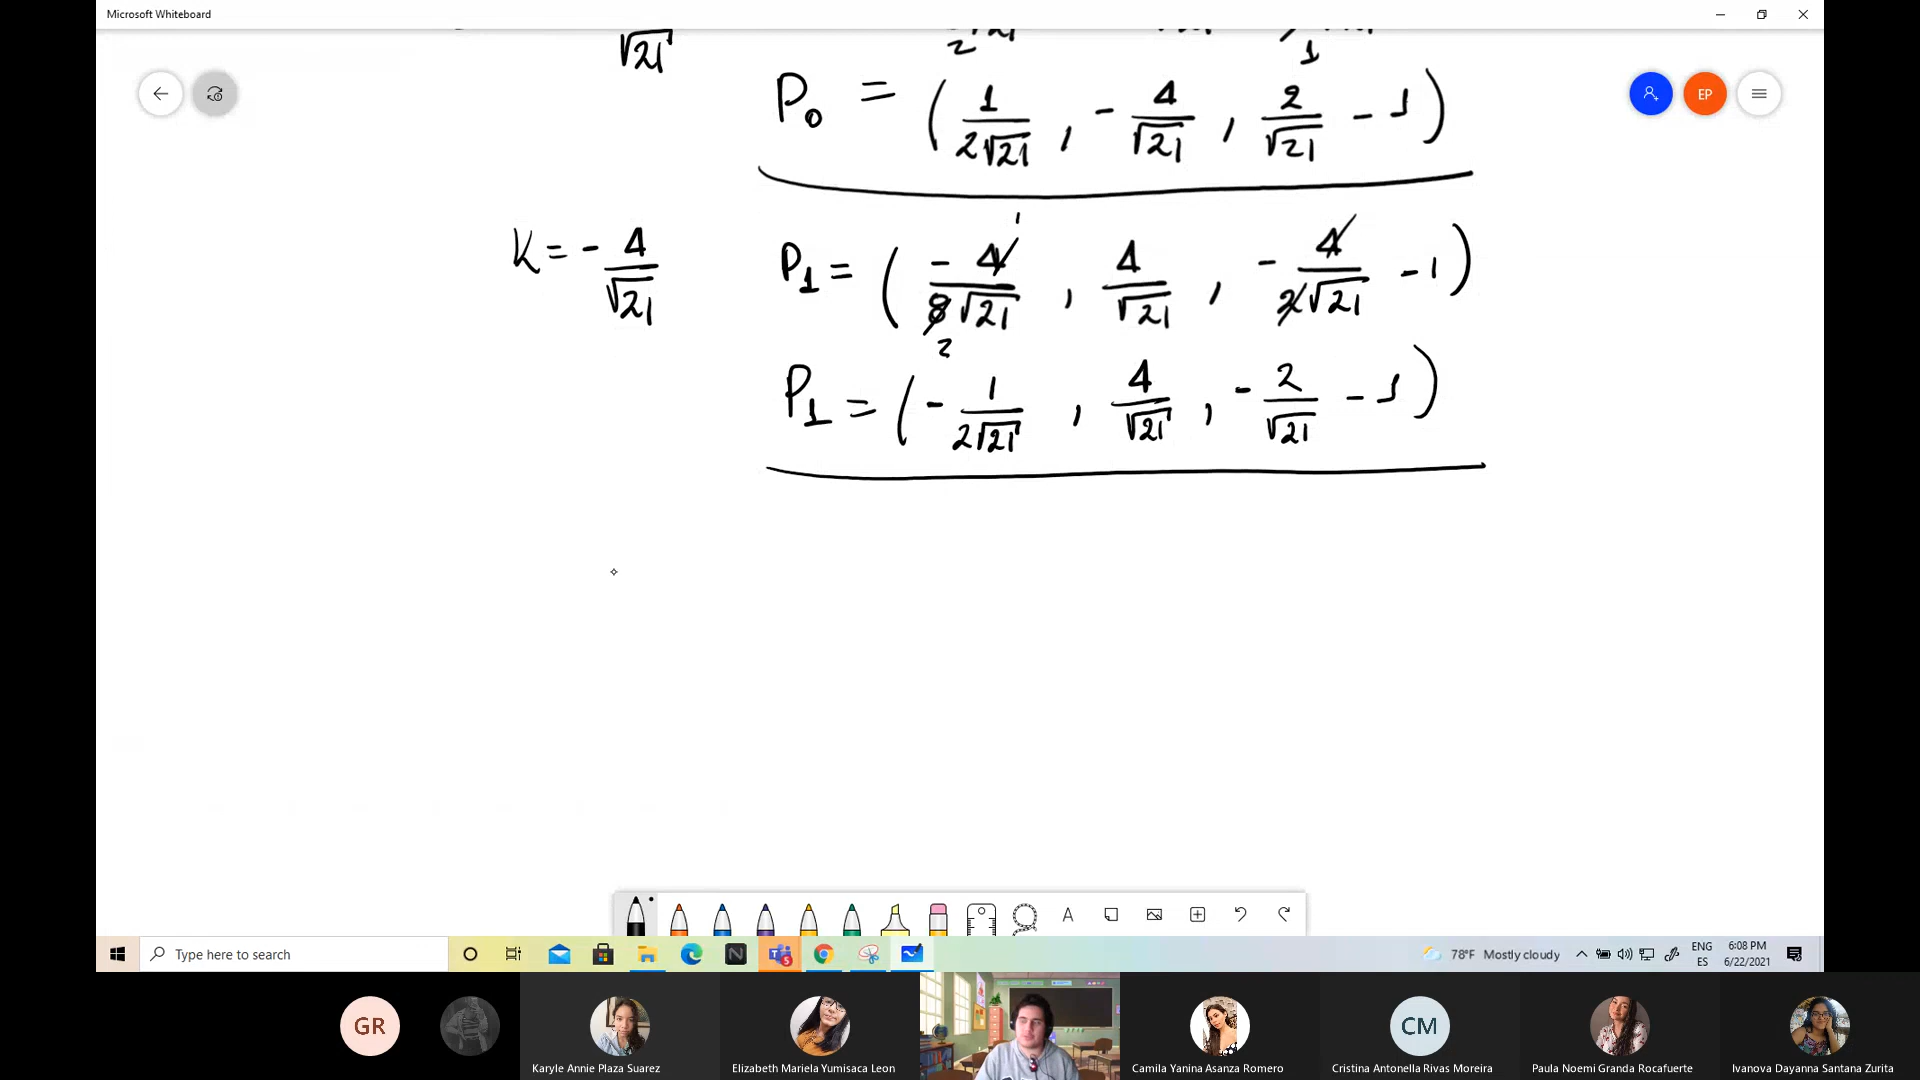 Microsoft Whiteboard
√21
2
1
P₀ = ( 1/2√21 , - 4/√21 , 2/√21 - 1 )
EP
K = - 4/√21
1
P₁ = ( - 4/8√21 , 4/√21 , - 4/2√21 - 1 )
2
P₁ = ( - 1/2√21 , 4/√21 , - 2/√21 - 1 )
A
Type here to search
N
5
78°F Mostly cloudy
ENG
ES
6:08 PM
6/22/2021
GR
CM
Karyle Annie Plaza Suarez
Elizabeth Mariela Yumisaca Leon
Camila Yanina Asanza Romero
Cristina Antonella Rivas Moreira
Paula Noemi Granda Rocafuerte
Ivanova Dayanna Santana Zurita